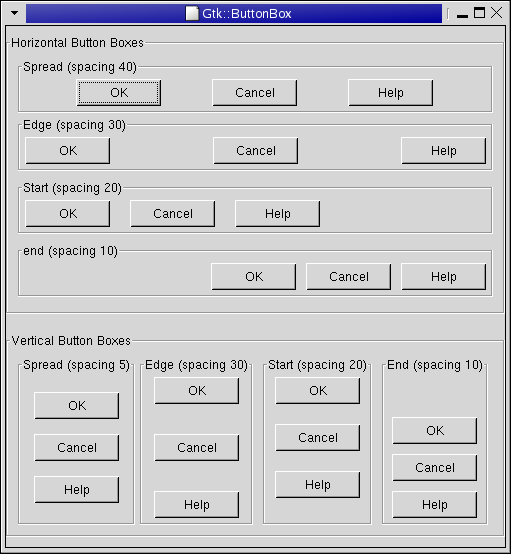 Gtk::ButtonBox
Horizontal Button Boxes
Spread (spacing 40)
OK Cancel Help
Edge (spacing 30)
OK Cancel Help
Start (spacing 20)
OK Cancel Help
end (spacing 10)
OK Cancel Help
Vertical Button Boxes
Spread (spacing 5)
OK
Cancel
Help
Edge (spacing 30)
OK
Cancel
Help
Start (spacing 20)
OK
Cancel
Help
End (spacing 10)
OK
Cancel
Help